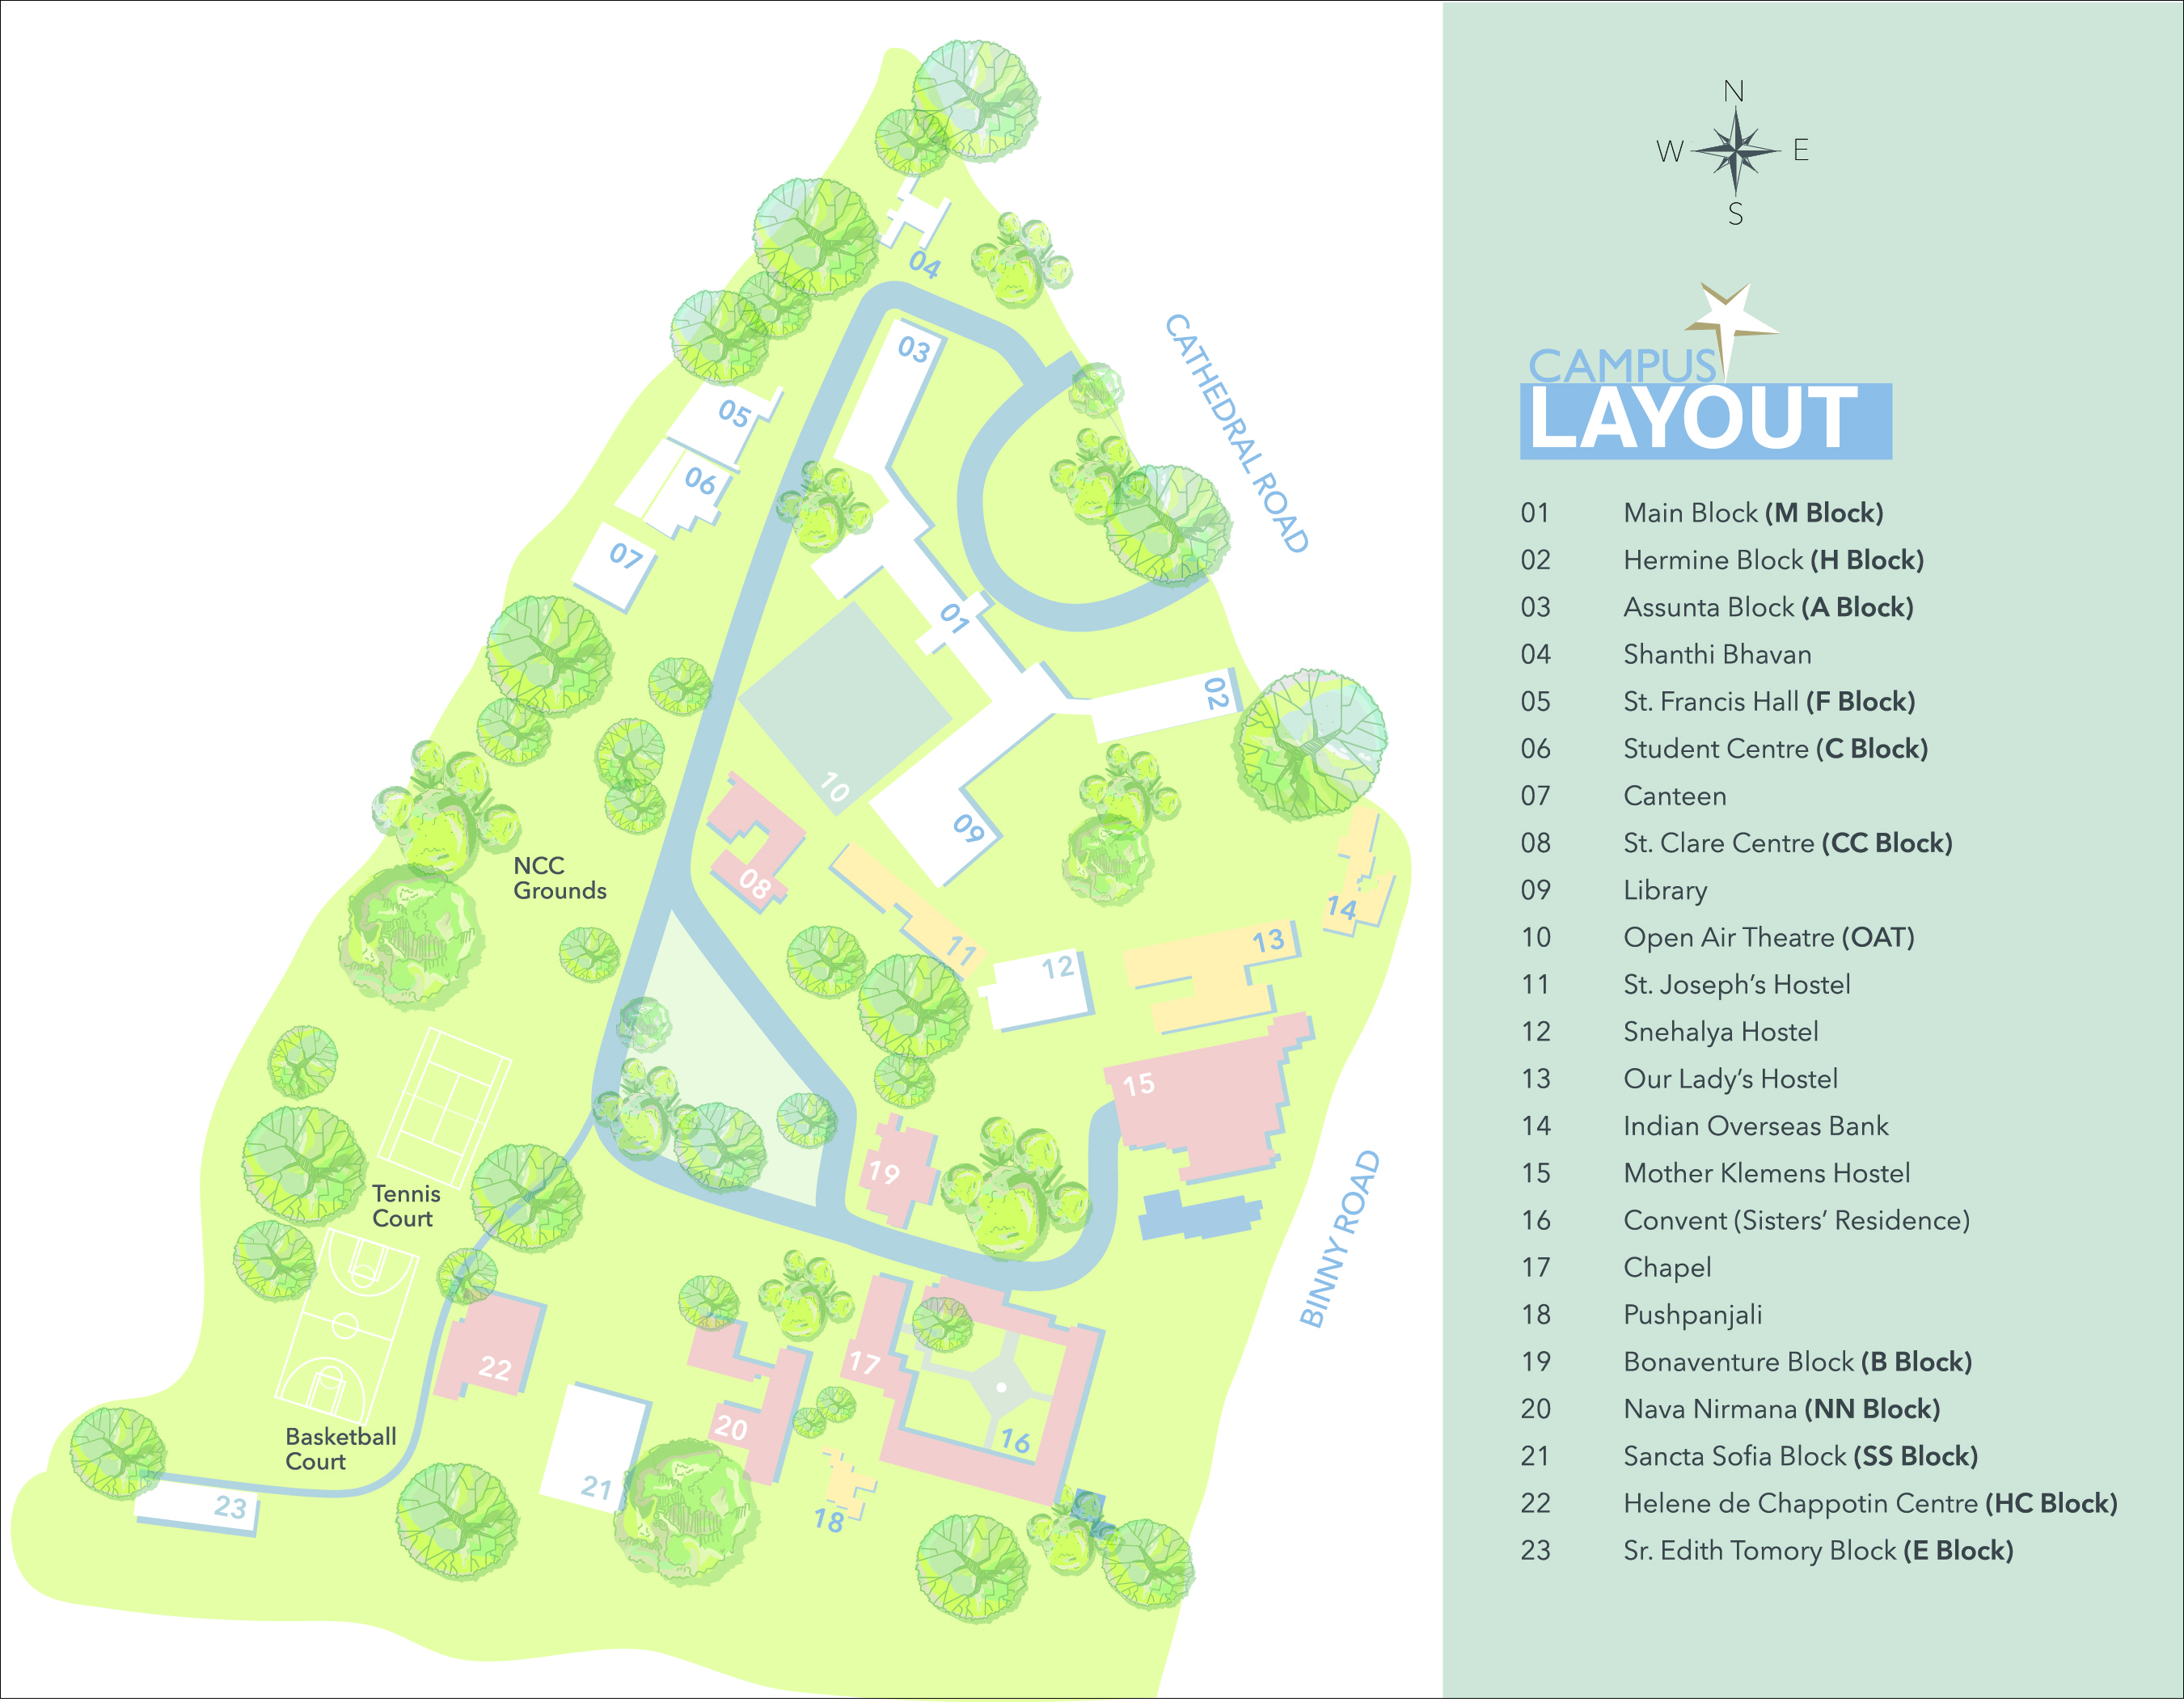 04
03
CATHEDRAL ROAD
05
06
07
01
02
10
09
08
NCC
Grounds
11
12
13
14
15
Tennis
Court
19
BINNY ROAD
22
17
20
16
Basketball
Court
21
23
18
N
W E
S
CAMPUS
LAYOUT
01 Main Block (M Block)
02 Hermine Block (H Block)
03 Assunta Block (A Block)
04 Shanthi Bhavan
05 St. Francis Hall (F Block)
06 Student Centre (C Block)
07 Canteen
08 St. Clare Centre (CC Block)
09 Library
10 Open Air Theatre (OAT)
11 St. Joseph’s Hostel
12 Snehalya Hostel
13 Our Lady’s Hostel
14 Indian Overseas Bank
15 Mother Klemens Hostel
16 Convent (Sisters’ Residence)
17 Chapel
18 Pushpanjali
19 Bonaventure Block (B Block)
20 Nava Nirmana (NN Block)
21 Sancta Sofia Block (SS Block)
22 Helene de Chappotin Centre (HC Block)
23 Sr. Edith Tomory Block (E Block)